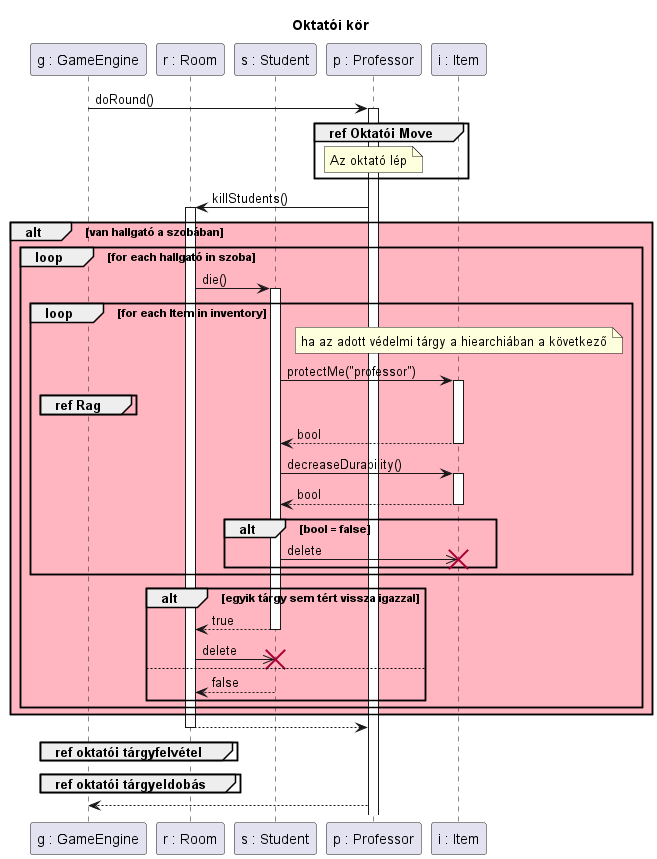 Oktatói kör
g : GameEngine
r : Room
s : Student
p : Professor
i : Item
doRound()
ref Oktatói Move
Az oktató lép
killStudents()
alt [van hallgató a szobában]
loop [for each hallgató in szoba]
die()
loop [for each Item in inventory]
ha az adott védelmi tárgy a hiearchiában a következő
protectMe("professor")
ref Rag
bool
decreaseDurability()
bool
alt [bool = false]
delete
alt [egyik tárgy sem tért vissza igazzal]
true
delete
false
ref oktatói tárgyfelvétel
ref oktatói tárgyeldobás
g : GameEngine
r : Room
s : Student
p : Professor
i : Item